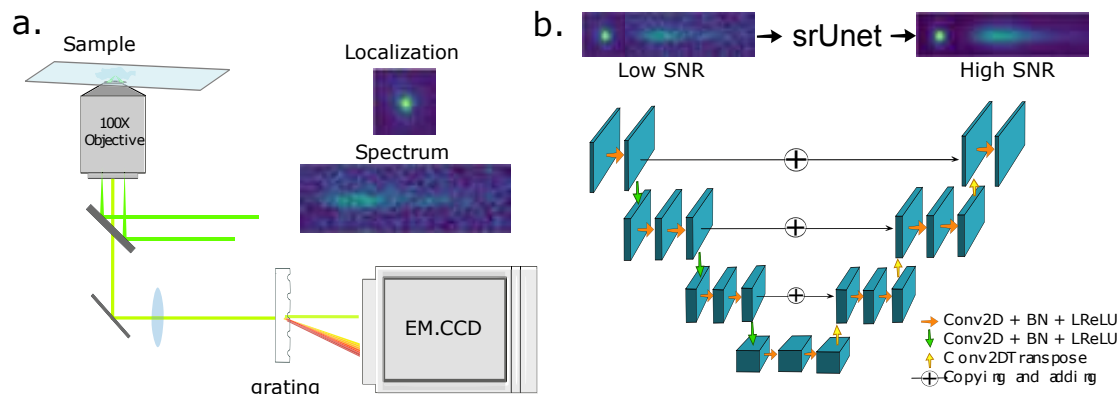 a.
Sample
100X
Objective
Localization
Spectrum
grating
EM.CCD
b.
srUnet
Low SNR
High SNR
Conv2D + BN + LReLU
Conv2D + BN + LReLU
Conv2DTranspose
Copying and adding